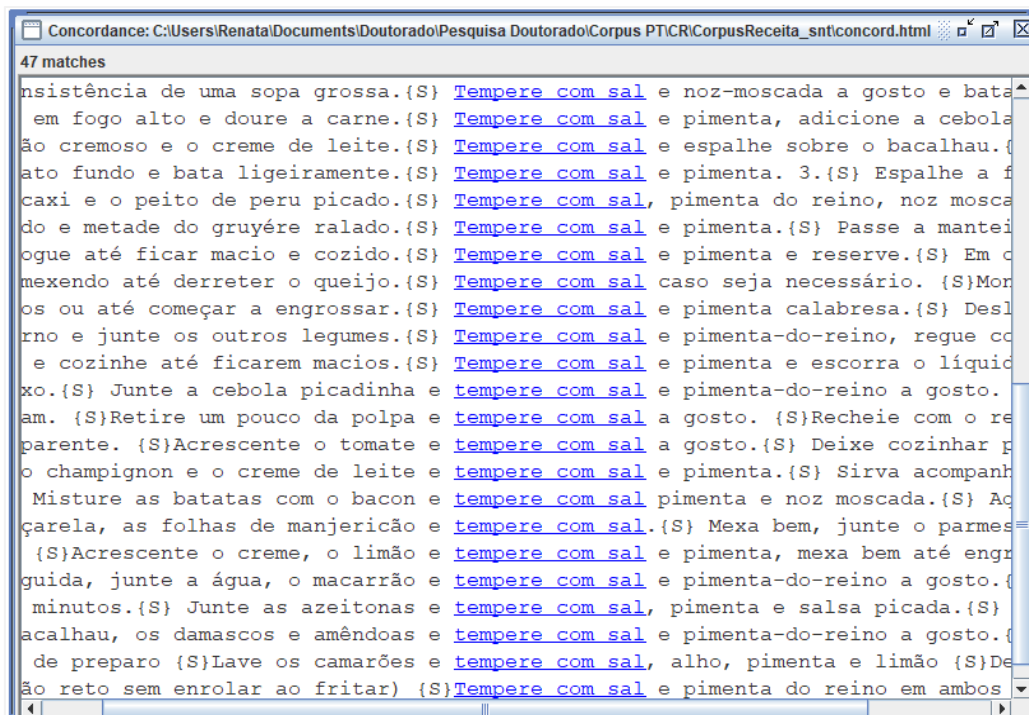 Concordance: C:\Users\Renata\Documents\Doutorado\Pesquisa Doutorado\Corpus PT\CR\CorpusReceita_snt\concord.html
47 matches
nsistência de uma sopa grossa.{S} Tempere com sal e noz-moscada a gosto e bata
em fogo alto e doure a carne.{S} Tempere com sal e pimenta, adicione a cebola
ão cremoso e o creme de leite.{S} Tempere com sal e espalhe sobre o bacalhau.{
ato fundo e bata ligeiramente.{S} Tempere com sal e pimenta. 3.{S} Espalhe a f
caxi e o peito de peru picado.{S} Tempere com sal, pimenta do reino, noz mosca
do e metade do gruyére ralado.{S} Tempere com sal e pimenta.{S} Passe a mantei
ogue até ficar macio e cozido.{S} Tempere com sal e pimenta e reserve.{S} Em c
mexendo até derreter o queijo.{S} Tempere com sal caso seja necessário. {S}Mon
os ou até começar a engrossar.{S} Tempere com sal e pimenta calabresa.{S} Desl
rno e junte os outros legumes.{S} Tempere com sal e pimenta-do-reino, regue co
e cozinhe até ficarem macios.{S} Tempere com sal e pimenta e escorra o líquid
xo.{S} Junte a cebola picadinha e tempere com sal e pimenta-do-reino a gosto.
am. {S}Retire um pouco da polpa e tempere com sal a gosto. {S}Recheie com o re
parente. {S}Acrescente o tomate e tempere com sal a gosto.{S} Deixe cozinhar p
o champignon e o creme de leite e tempere com sal e pimenta.{S} Sirva acompanh
Misture as batatas com o bacon e tempere com sal pimenta e noz moscada.{S} Aq
çarela, as folhas de manjericão e tempere com sal.{S} Mexa bem, junte o parmes
{S}Acrescente o creme, o limão e tempere com sal e pimenta, mexa bem até engr
guida, junte a água, o macarrão e tempere com sal e pimenta-do-reino a gosto.{
minutos.{S} Junte as azeitonas e tempere com sal, pimenta e salsa picada.{S}
acalhau, os damascos e amêndoas e tempere com sal e pimenta-do-reino a gosto.{
de preparo {S}Lave os camarões e tempere com sal, alho, pimenta e limão {S}De
ão reto sem enrolar ao fritar) {S}Tempere com sal e pimenta do reino em ambos